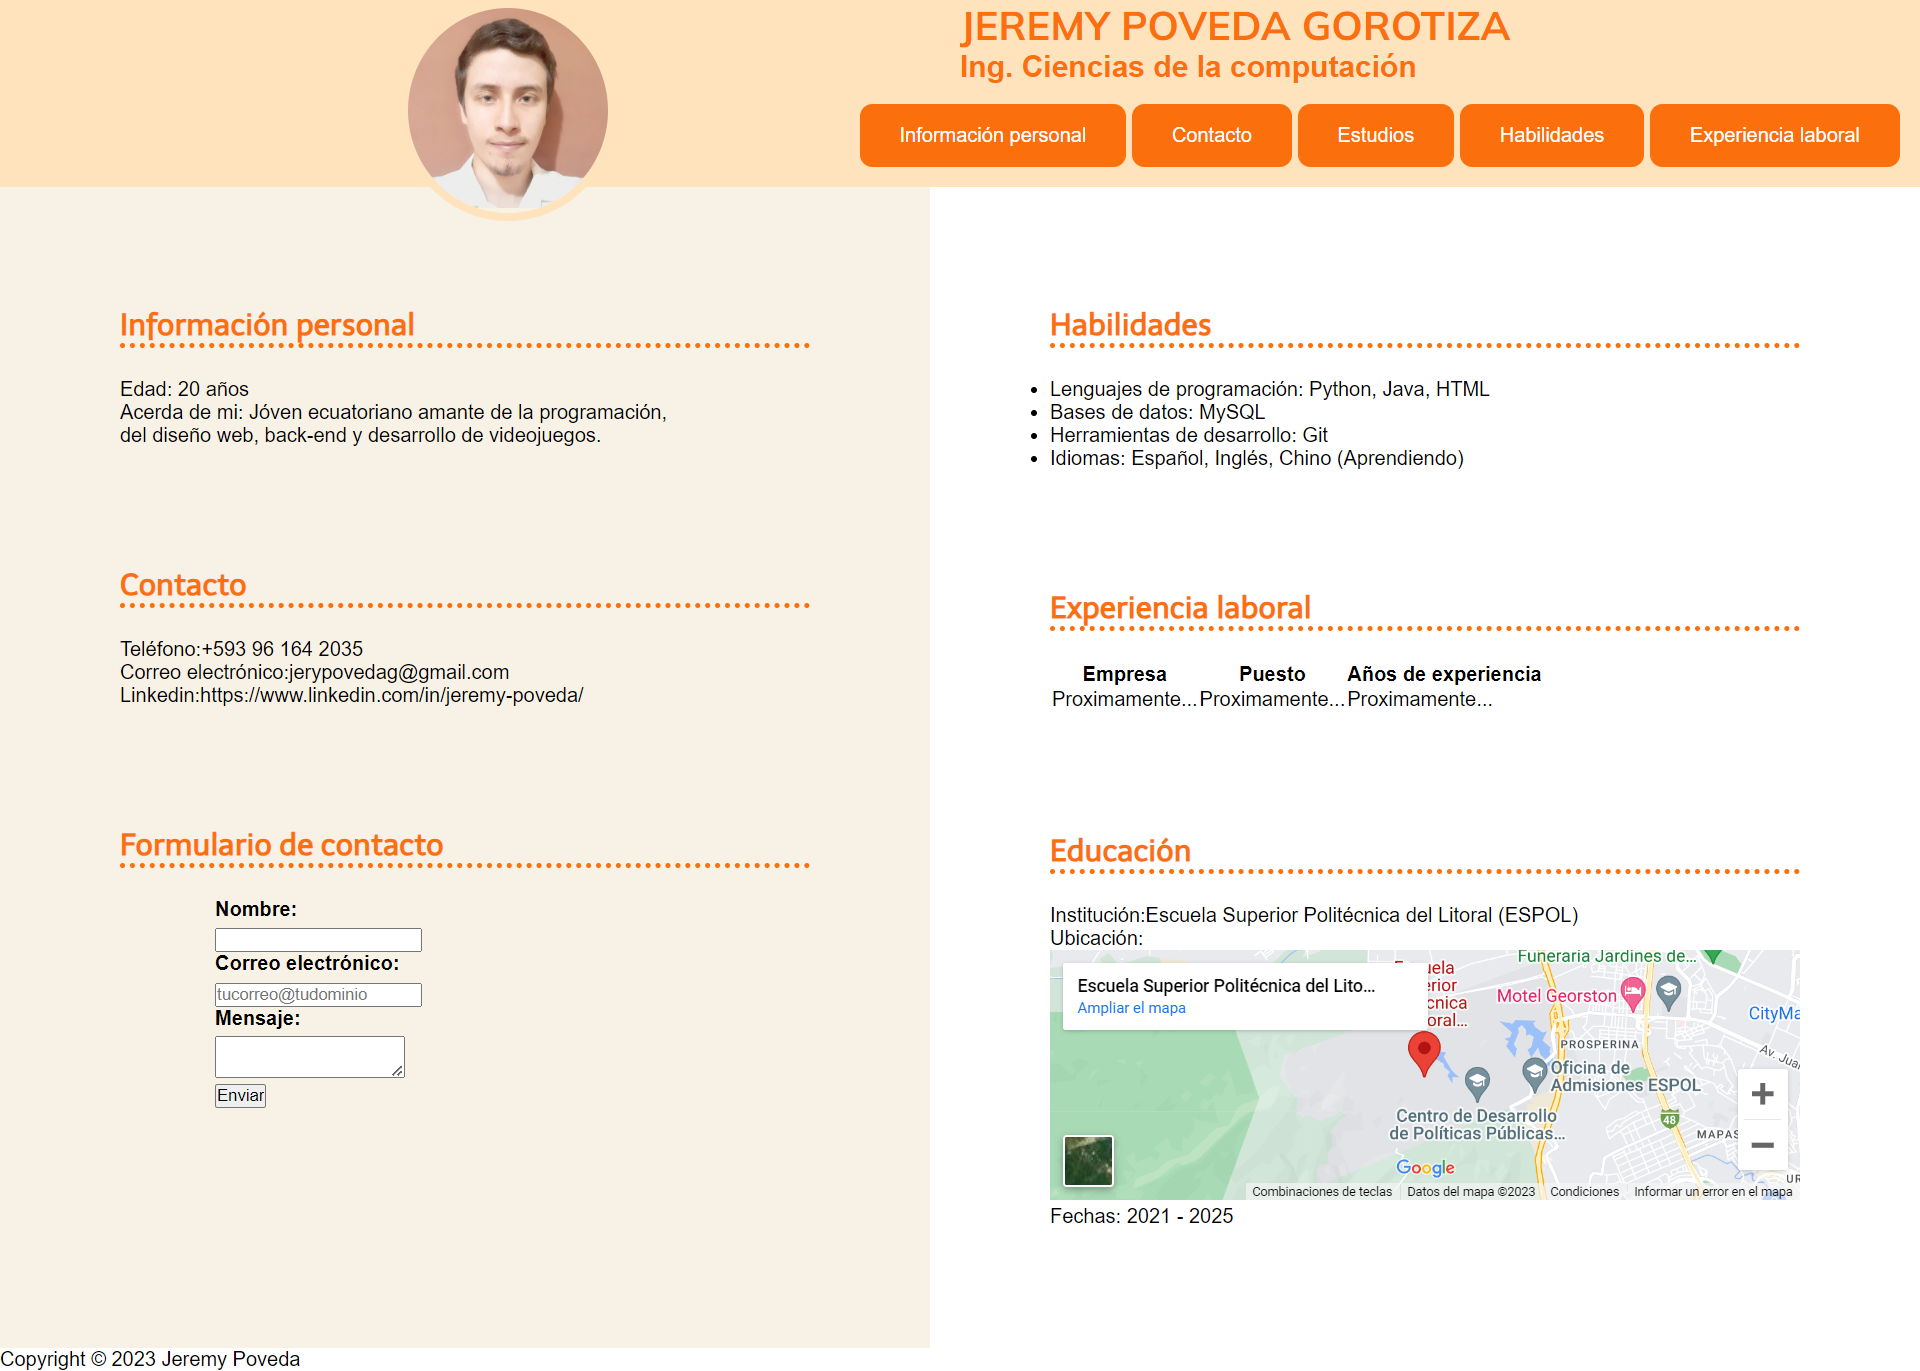 JEREMY POVEDA GOROTIZA
Ing. Ciencias de la computación
Información personal
Contacto
Estudios
Habilidades
Experiencia laboral
Información personal
Edad: 20 años
Acerda de mi: Jóven ecuatoriano amante de la programación,
del diseño web, back-end y desarrollo de videojuegos.
Contacto
Teléfono:+593 96 164 2035
Correo electrónico:jerypovedag@gmail.com
Linkedin:https://www.linkedin.com/in/jeremy-poveda/
Formulario de contacto
Nombre:
Correo electrónico:
tucorreo@tudominio
Mensaje:
Enviar
Habilidades
Lenguajes de programación: Python, Java, HTML
Bases de datos: MySQL
Herramientas de desarrollo: Git
Idiomas: Español, Inglés, Chino (Aprendiendo)
Experiencia laboral
Empresa Puesto Años de experiencia
Proximamente... Proximamente... Proximamente...
Educación
Institución:Escuela Superior Politécnica del Litoral (ESPOL)
Ubicación:
Escuela Superior Politécnica del Lito...
Ampliar el mapa
Funeraria Jardines de...
Motel Georston
CityMa
PROSPERINA
Av. Jua
Oficina de
Admisiones ESPOL
Centro de Desarrollo
de Políticas Públicas...
48
MAPAS
UR
Google
Combinaciones de teclas
Datos del mapa ©2023
Condiciones
Informar un error en el mapa
Fechas: 2021 - 2025
Copyright © 2023 Jeremy Poveda